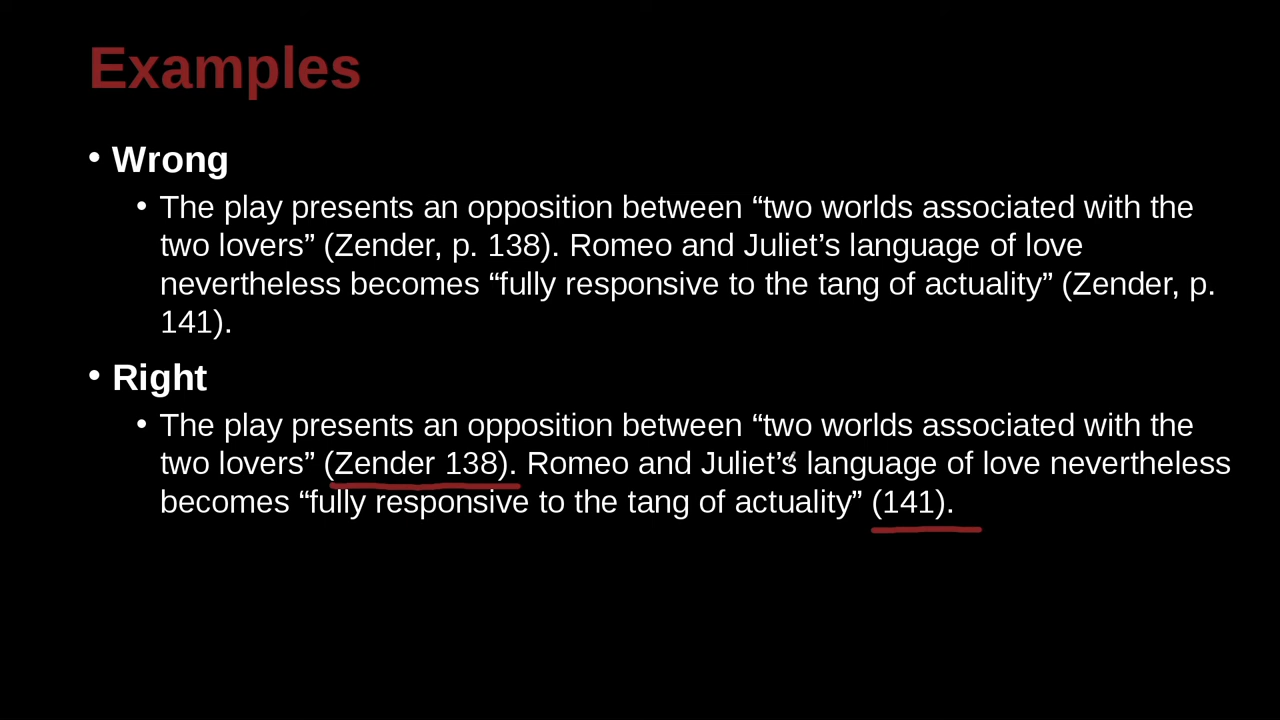 Examples
• Wrong
• The play presents an opposition between “two worlds associated with the
two lovers” (Zender, p. 138). Romeo and Juliet’s language of love
nevertheless becomes “fully responsive to the tang of actuality” (Zender, p.
141).
• Right
• The play presents an opposition between “two worlds associated with the
two lovers” (Zender 138). Romeo and Juliet’s language of love nevertheless
becomes “fully responsive to the tang of actuality” (141).